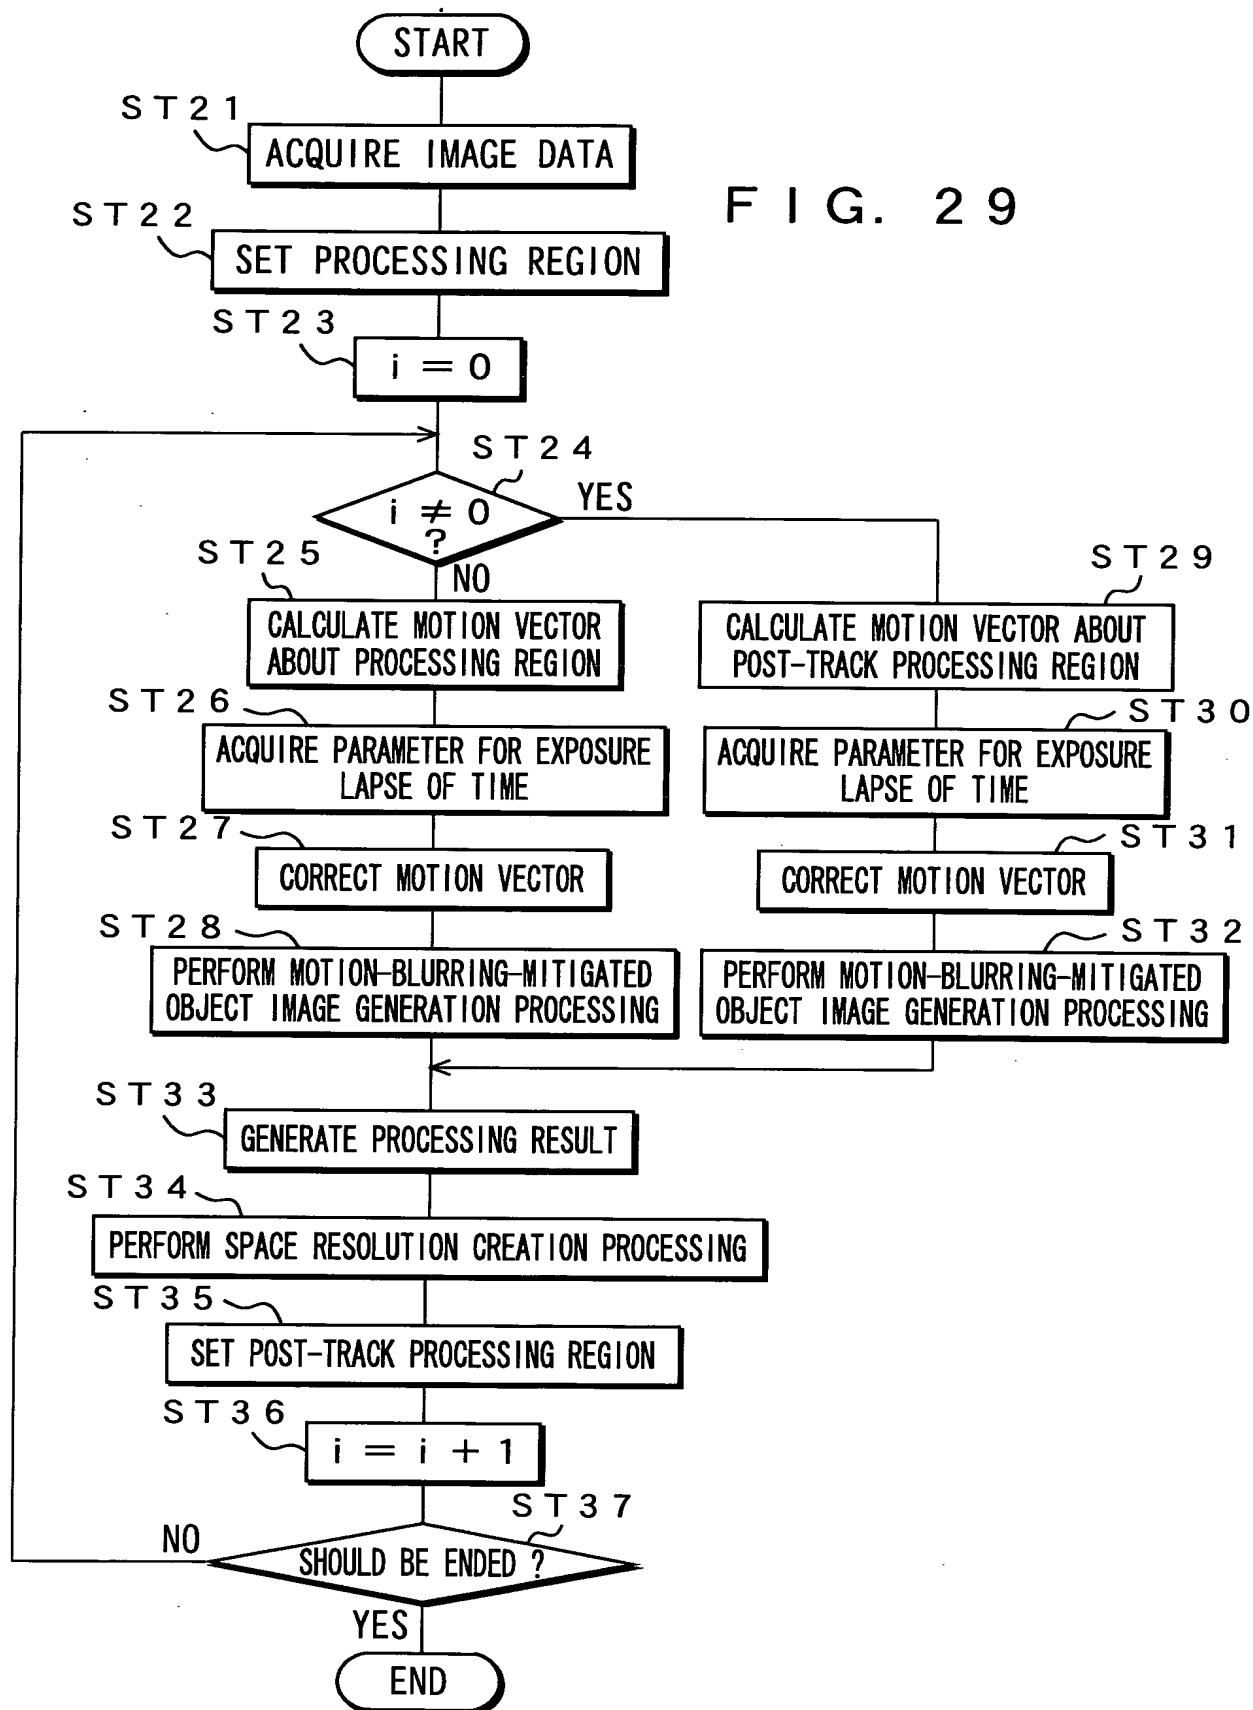 START
ST21
ACQUIRE IMAGE DATA
FIG. 29
ST22
SET PROCESSING REGION
ST23
i = 0
ST24
i ≠ 0
?
YES
NO
ST25
CALCULATE MOTION VECTOR
ABOUT PROCESSING REGION
ST29
CALCULATE MOTION VECTOR ABOUT
POST-TRACK PROCESSING REGION
ST26
ACQUIRE PARAMETER FOR EXPOSURE
LAPSE OF TIME
ST30
ACQUIRE PARAMETER FOR EXPOSURE
LAPSE OF TIME
ST27
CORRECT MOTION VECTOR
ST31
CORRECT MOTION VECTOR
ST28
PERFORM MOTION-BLURRING-MITIGATED
OBJECT IMAGE GENERATION PROCESSING
ST32
PERFORM MOTION-BLURRING-MITIGATED
OBJECT IMAGE GENERATION PROCESSING
ST33
GENERATE PROCESSING RESULT
ST34
PERFORM SPACE RESOLUTION CREATION PROCESSING
ST35
SET POST-TRACK PROCESSING REGION
ST36
i = i + 1
ST37
SHOULD BE ENDED ?
NO
YES
END